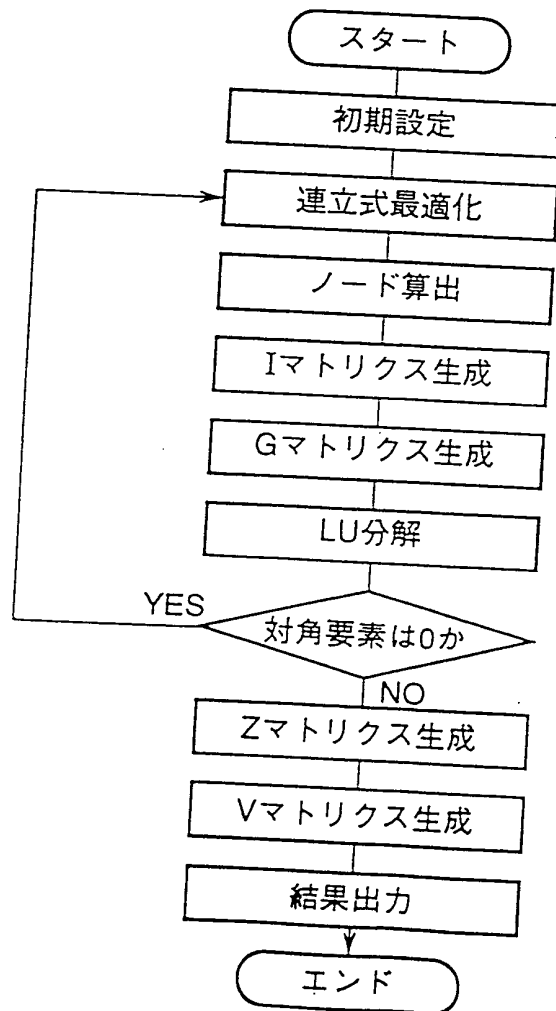 スタート
初期設定
連立式最適化
ノード算出
Iマトリクス生成
Gマトリクス生成
LU分解
YES
対角要素は0か
NO
Zマトリクス生成
Vマトリクス生成
結果出力
エンド